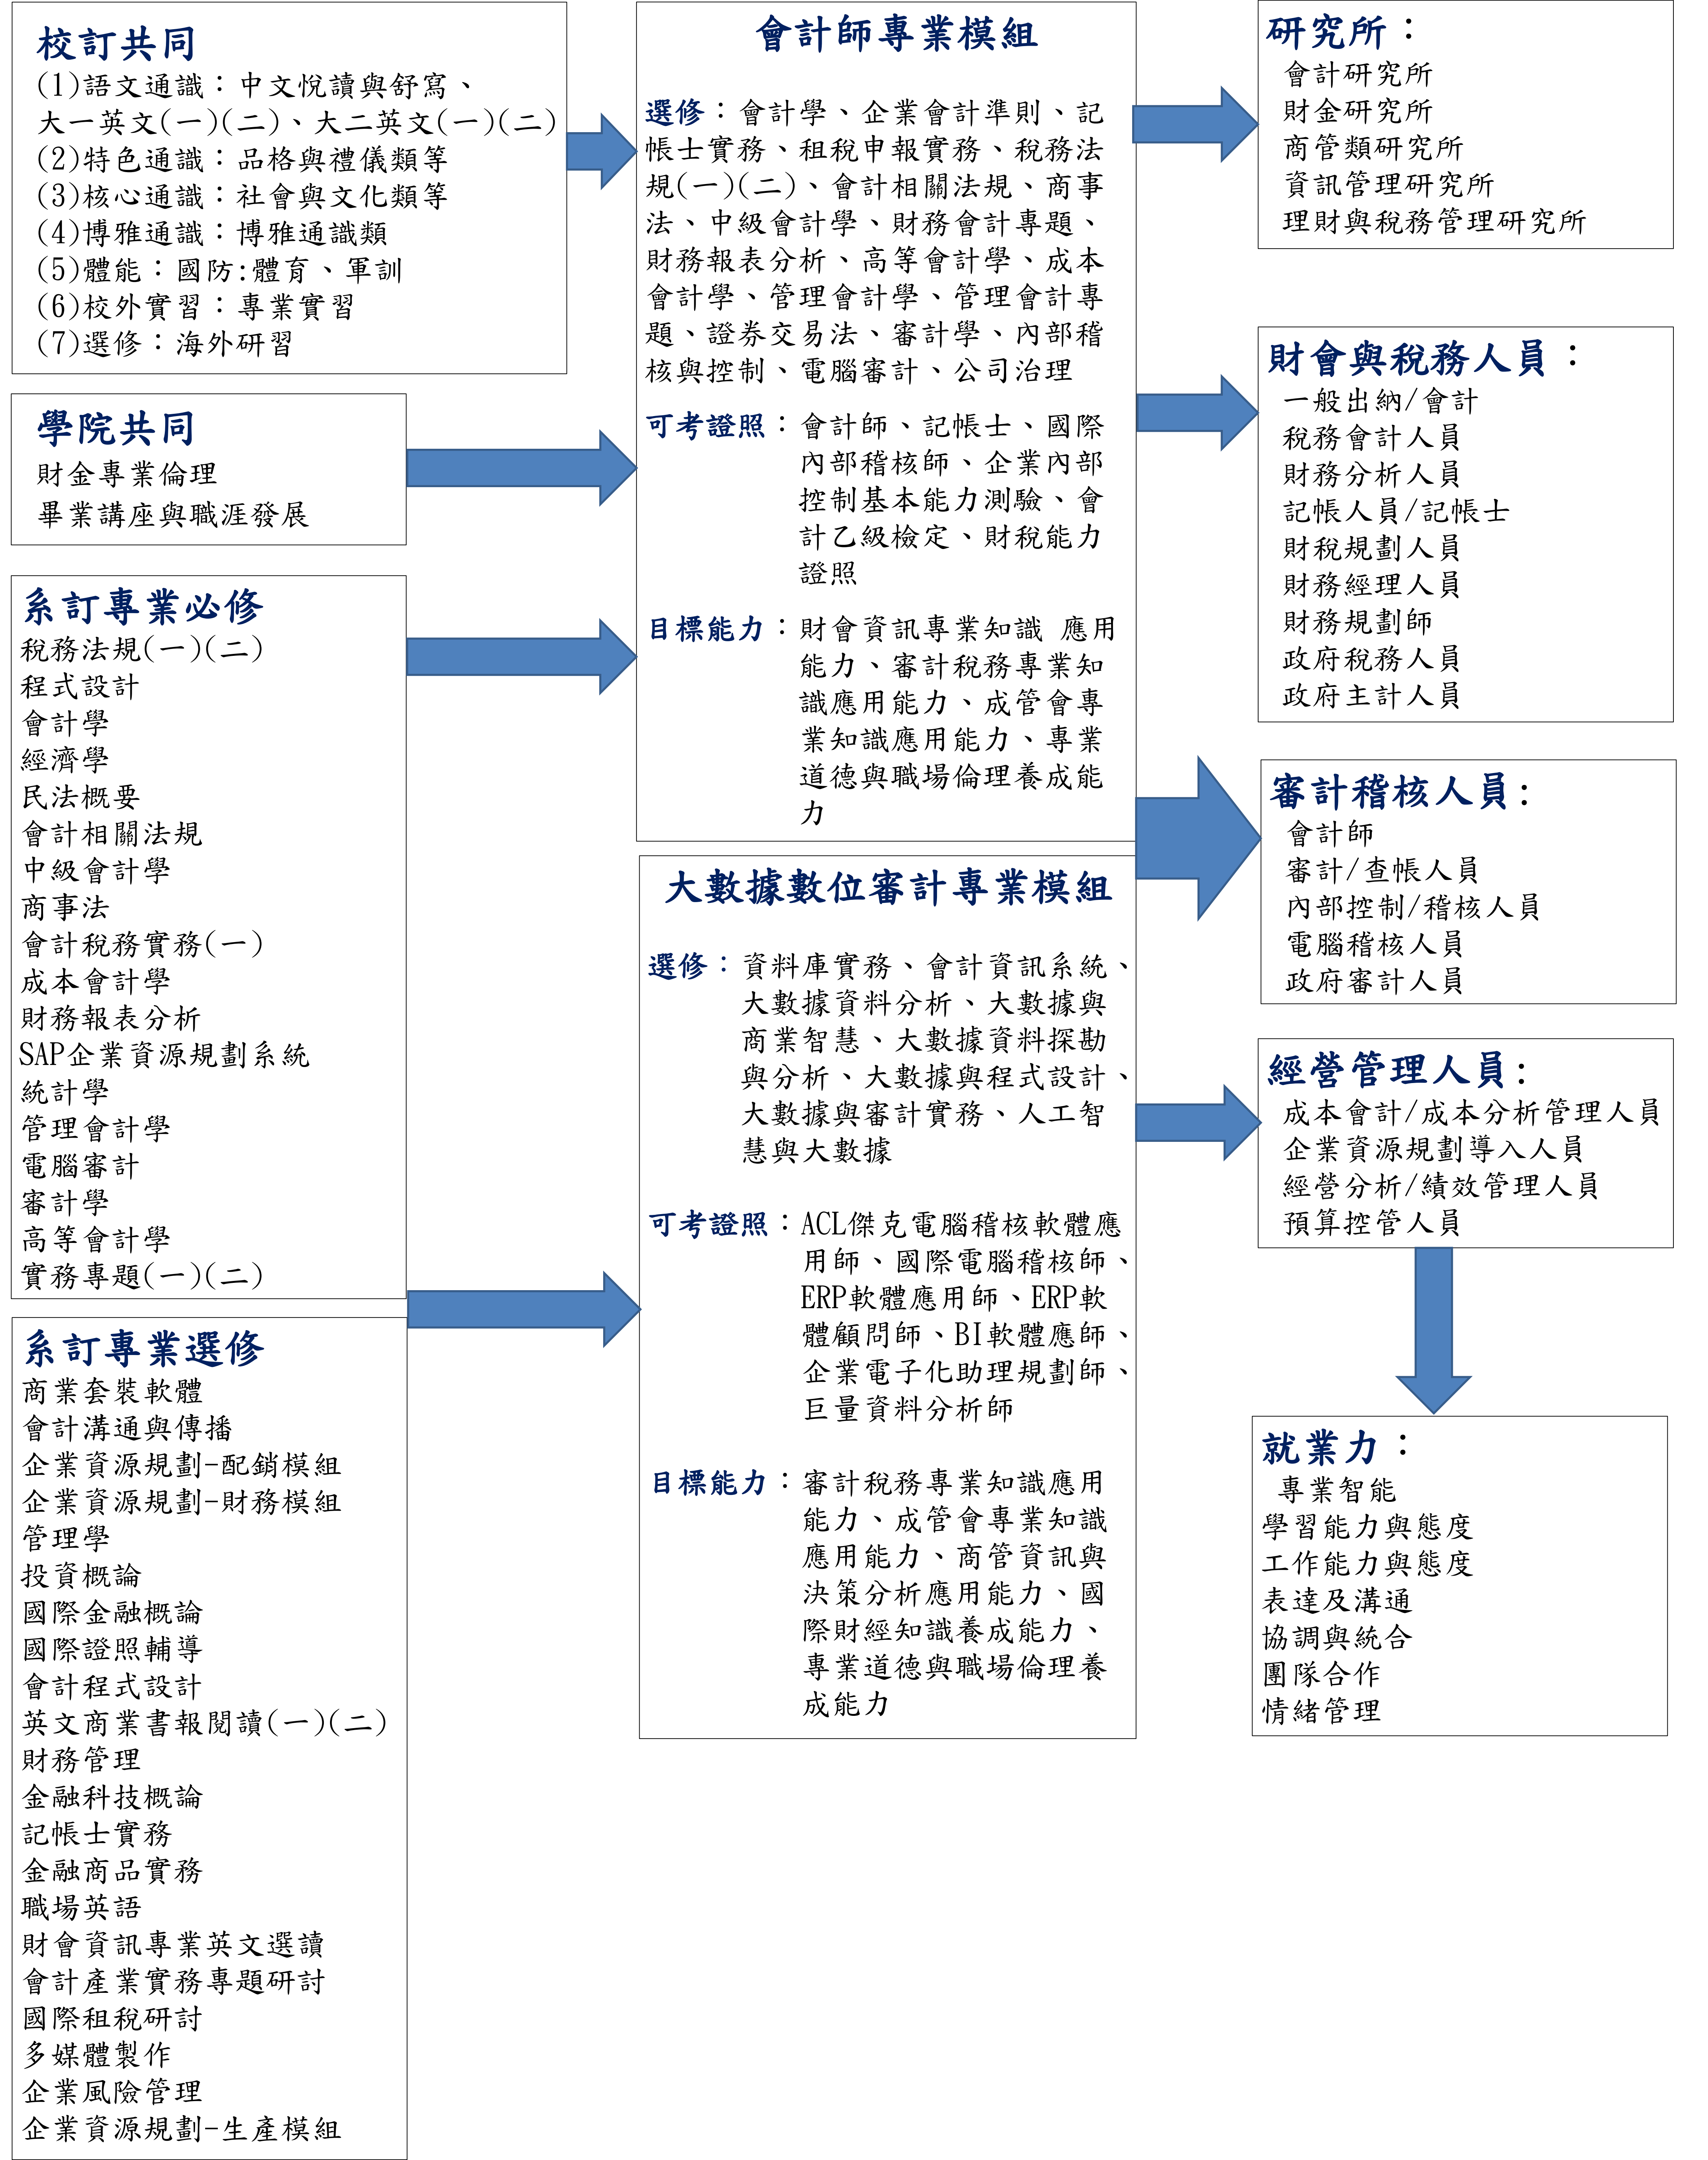 校訂共同
(1)語文通識：中文悅讀與舒寫、
大一英文(一)(二)、大二英文(一)(二)
(2)特色通識：品格與禮儀類等
(3)核心通識：社會與文化類等
(4)博雅通識：博雅通識類
(5)體能：國防:體育、軍訓
(6)校外實習：專業實習
(7)選修：海外研習
學院共同
財金專業倫理
畢業講座與職涯發展
系訂專業必修
稅務法規(一)(二)
程式設計
會計學
經濟學
民法概要
會計相關法規
中級會計學
商事法
會計稅務實務(一)
成本會計學
財務報表分析
SAP企業資源規劃系統
統計學
管理會計學
電腦審計
審計學
高等會計學
實務專題(一)(二)
系訂專業選修
商業套裝軟體
會計溝通與傳播
企業資源規劃-配銷模組
企業資源規劃-財務模組
管理學
投資概論
國際金融概論
國際證照輔導
會計程式設計
英文商業書報閱讀(一)(二)
財務管理
金融科技概論
記帳士實務
金融商品實務
職場英語
財會資訊專業英文選讀
會計產業實務專題研討
國際租稅研討
多媒體製作
企業風險管理
企業資源規劃-生產模組
會計師專業模組
選修：會計學、企業會計準則、記
帳士實務、租稅申報實務、稅務法
規(一)(二)、會計相關法規、商事
法、中級會計學、財務會計專題、
財務報表分析、高等會計學、成本
會計學、管理會計學、管理會計專
題、證券交易法、審計學、內部稽
核與控制、電腦審計、公司治理
可考證照：會計師、記帳士、國際
內部稽核師、企業內部
控制基本能力測驗、會
計乙級檢定、財稅能力
證照
目標能力：財會資訊專業知識 應用
能力、審計稅務專業知
識應用能力、成管會專
業知識應用能力、專業
道德與職場倫理養成能
力
大數據數位審計專業模組
選修：資料庫實務、會計資訊系統、
大數據資料分析、大數據與
商業智慧、大數據資料探勘
與分析、大數據與程式設計、
大數據與審計實務、人工智
慧與大數據
可考證照：ACL傑克電腦稽核軟體應
用師、國際電腦稽核師、
ERP軟體應用師、ERP軟
體顧問師、BI軟體應師、
企業電子化助理規劃師、
巨量資料分析師
目標能力：審計稅務專業知識應用
能力、成管會專業知識
應用能力、商管資訊與
決策分析應用能力、國
際財經知識養成能力、
專業道德與職場倫理養
成能力
研究所：
會計研究所
財金研究所
商管類研究所
資訊管理研究所
理財與稅務管理研究所
財會與稅務人員：
一般出納/會計
稅務會計人員
財務分析人員
記帳人員/記帳士
財稅規劃人員
財務經理人員
財務規劃師
政府稅務人員
政府主計人員
審計稽核人員:
會計師
審計/查帳人員
內部控制/稽核人員
電腦稽核人員
政府審計人員
經營管理人員:
成本會計/成本分析管理人員
企業資源規劃導入人員
經營分析/績效管理人員
預算控管人員
就業力：
專業智能
學習能力與態度
工作能力與態度
表達及溝通
協調與統合
團隊合作
情緒管理